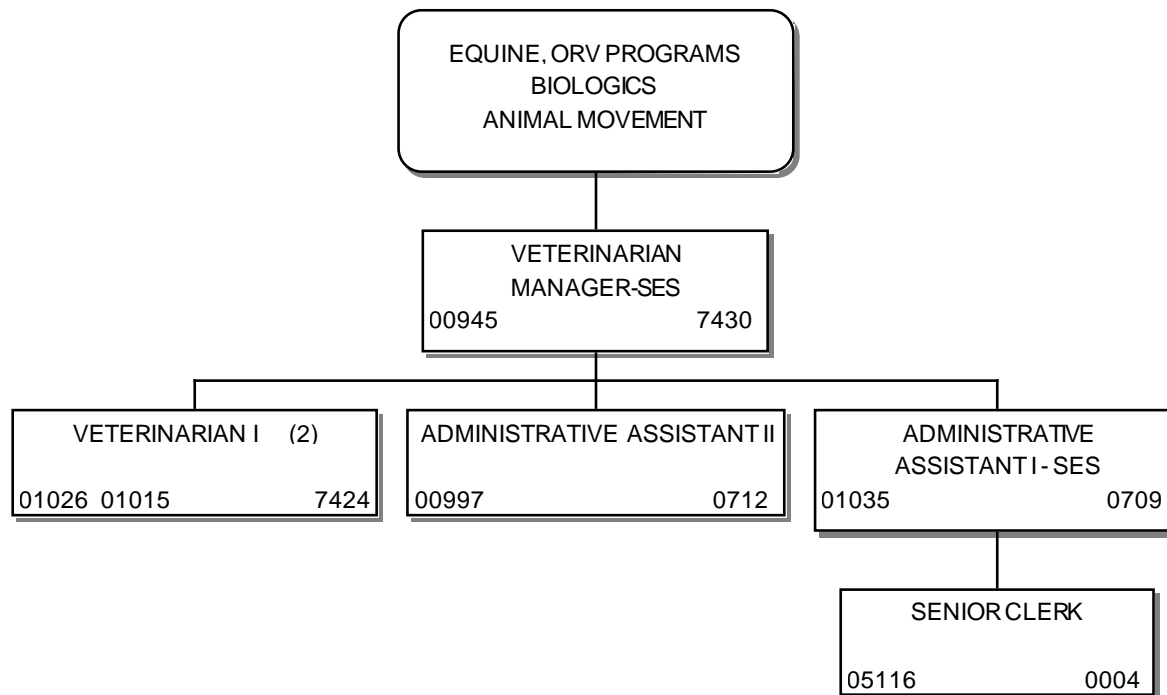 EQUINE, ORV PROGRAMS
BIOLOGICS
ANIMAL MOVEMENT
VETERINARIAN
MANAGER-SES
00945 7430
VETERINARIAN I (2)
01026 01015 7424
ADMINISTRATIVE ASSISTANT II
00997 0712
ADMINISTRATIVE
ASSISTANT I - SES
01035 0709
SENIOR CLERK
05116 0004